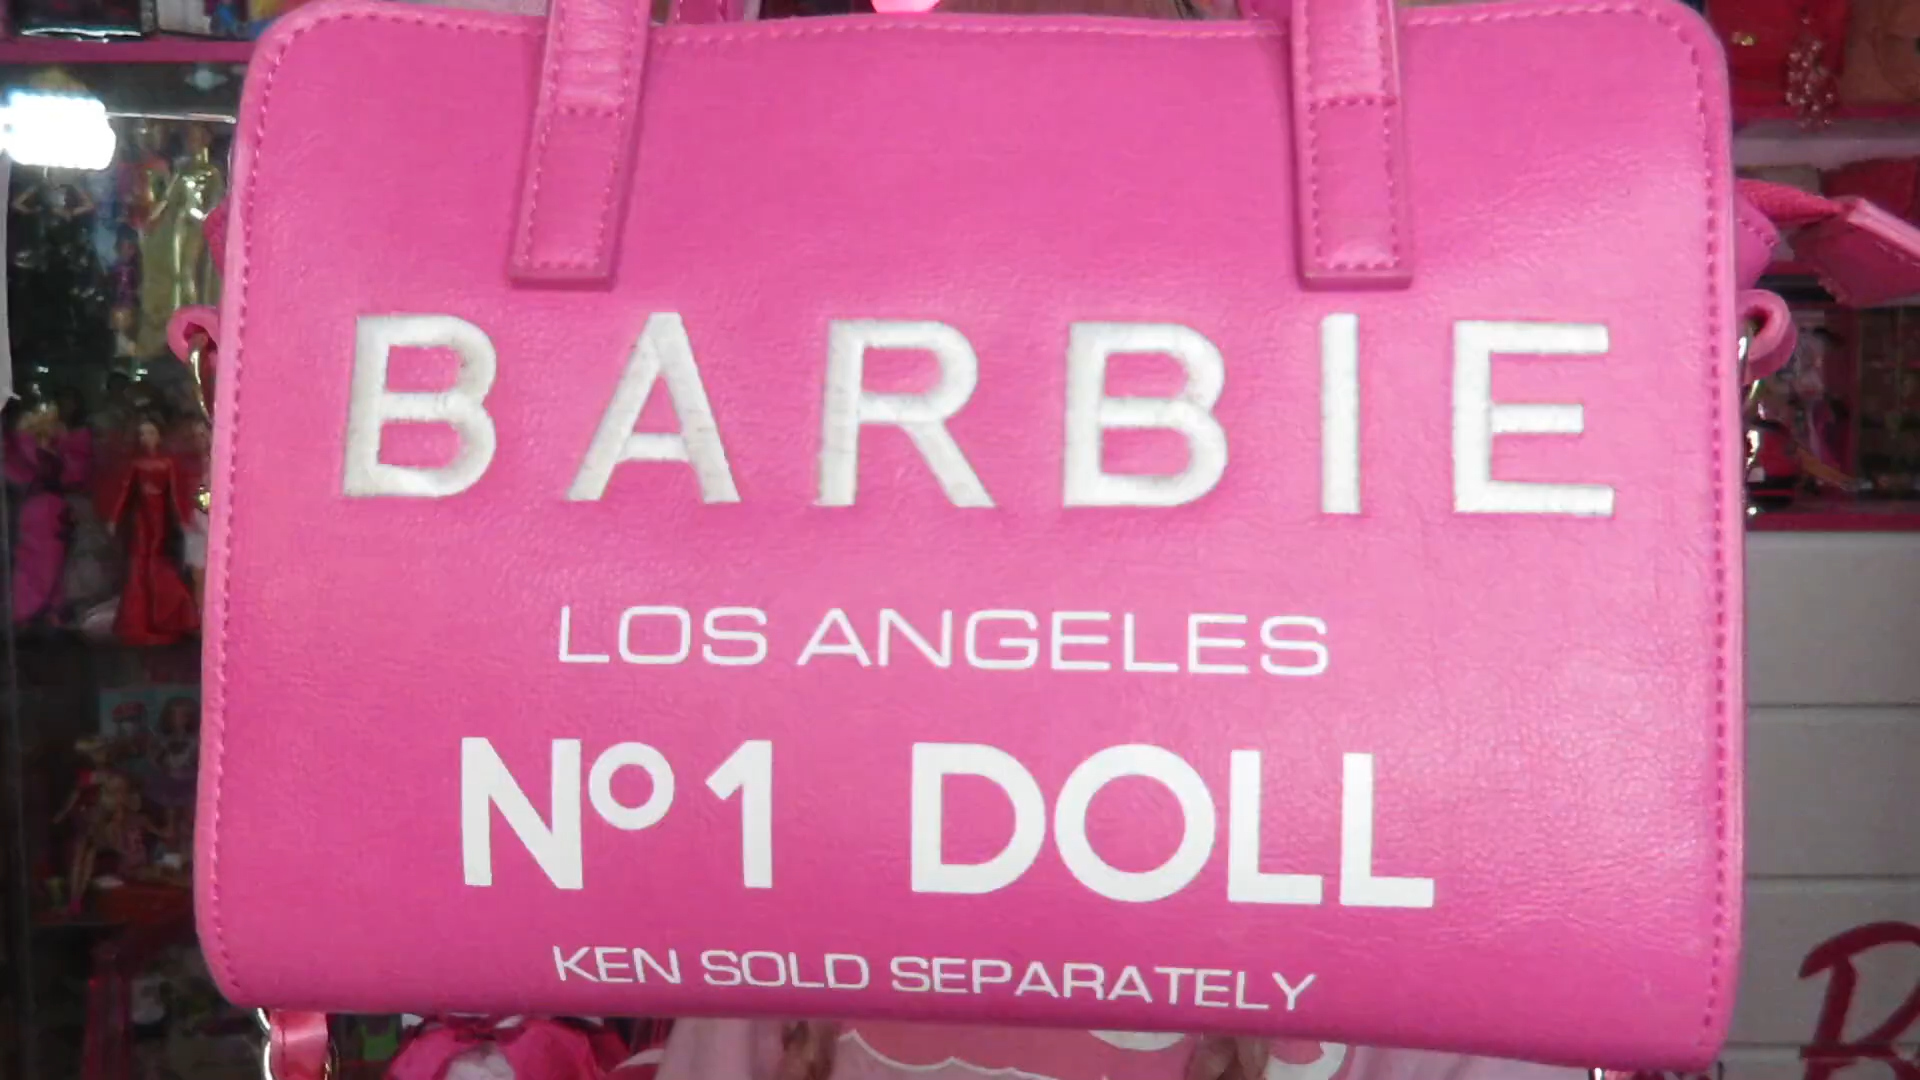 BARBIE
LOS ANGELES
Nº1 DOLL
KEN SOLD SEPARATELY